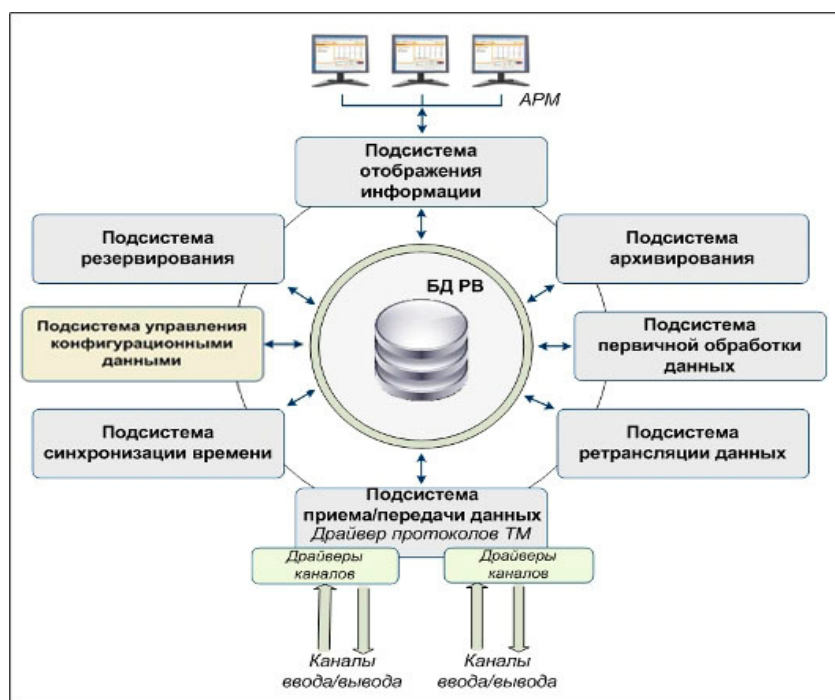 АРМ
Подсистема
отображения
информации
Подсистема
резервирования
Подсистема
архивирования
БД РВ
Подсистема управления
конфигурационными
данными
Подсистема
первичной обработки
данных
Подсистема
синхронизации времени
Подсистема
ретрансляции данных
Подсистема
приема/передачи данных
Драйвер протоколов ТМ
Драйверы
каналов
Драйверы
каналов
Каналы
ввода/вывода
Каналы
ввода/вывода